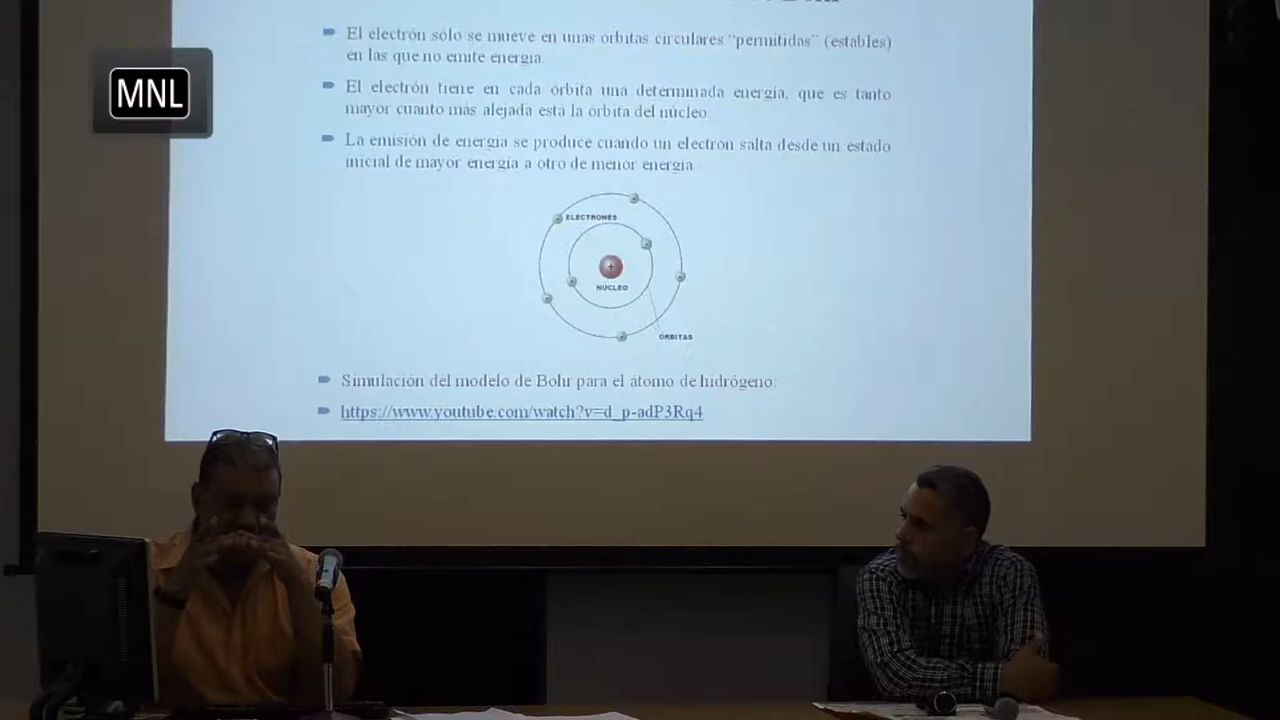 MNL
El electrón sólo se mueve en unas órbitas circulares “permitidas” (estables)
en las que no emite energía.
El electrón tiene en cada órbita una determinada energía, que es tanto
mayor cuanto más alejada está la órbita del núcleo.
La emisión de energía se produce cuando un electrón salta desde un estado
inicial de mayor energía a otro de menor energía.
ELECTRONES
+
NÚCLEO
ÓRBITAS
Simulación del modelo de Bohr para el átomo de hidrógeno:
https://www.youtube.com/watch?v=d_p-adP3Rq4